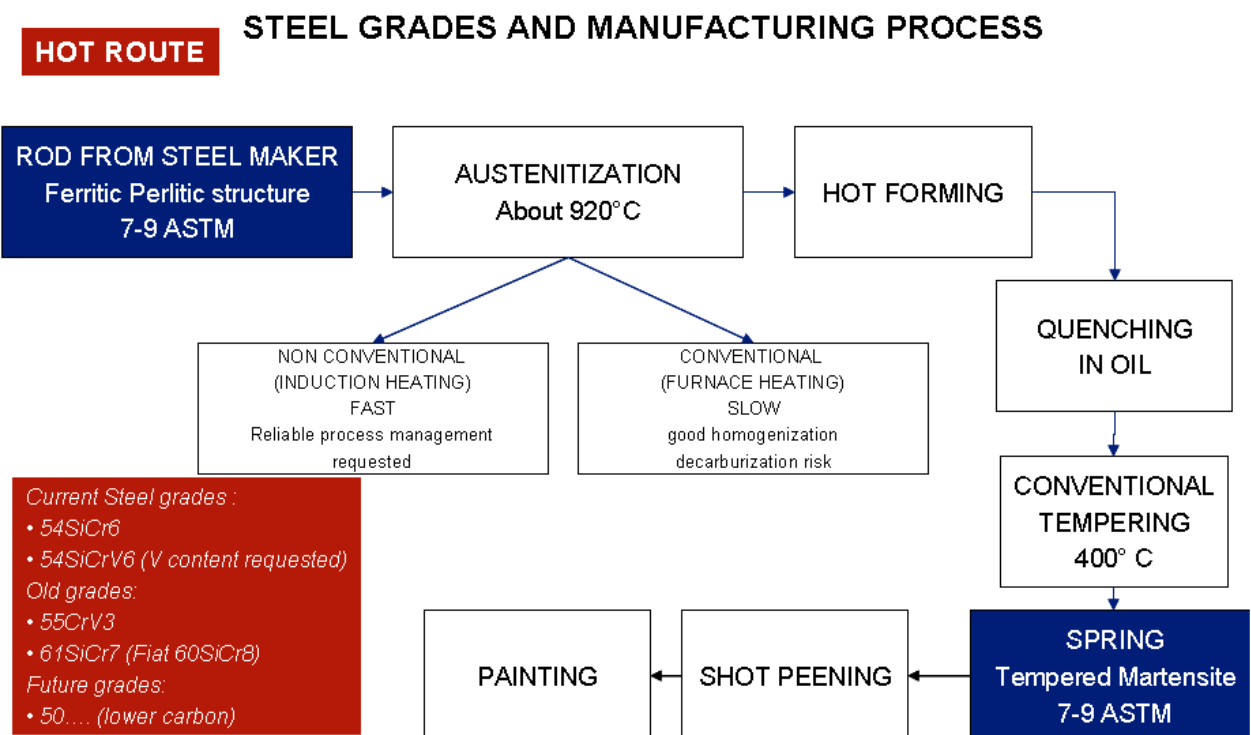 STEEL GRADES AND MANUFACTURING PROCESS
HOT ROUTE
ROD FROM STEEL MAKER
Ferritic Perlitic structure
7-9 ASTM
AUSTENITIZATION
About 920°C
HOT FORMING
QUENCHING
IN OIL
NON CONVENTIONAL
(INDUCTION HEATING)
FAST
Reliable process management
requested
CONVENTIONAL
(FURNACE HEATING)
SLOW
good homogenization
decarburization risk
CONVENTIONAL
TEMPERING
400° C
Current Steel grades :
• 54SiCr6
• 54SiCrV6 (V content requested)
Old grades:
• 55CrV3
• 61SiCr7 (Fiat 60SiCr8)
Future grades:
• 50.... (lower carbon)
SPRING
Tempered Martensite
7-9 ASTM
SHOT PEENING
PAINTING